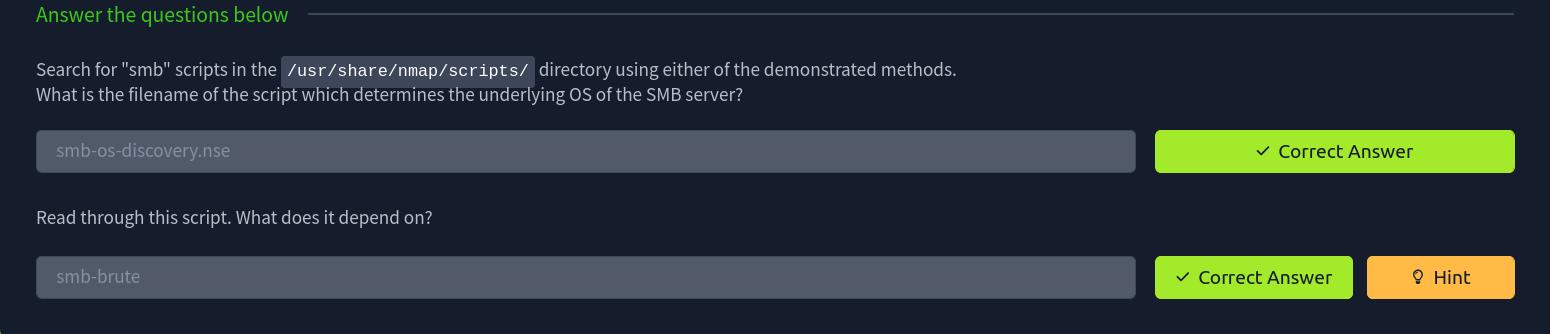 Answer the questions below
Search for "smb" scripts in the /usr/share/nmap/scripts/ directory using either of the demonstrated methods.
What is the filename of the script which determines the underlying OS of the SMB server?
smb-os-discovery.nse
Correct Answer
Read through this script. What does it depend on?
smb-brute
Correct Answer
Hint